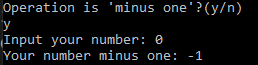 Operation is 'minus one'?(y/n)
y
Input your number: 0
Your number minus one: -1